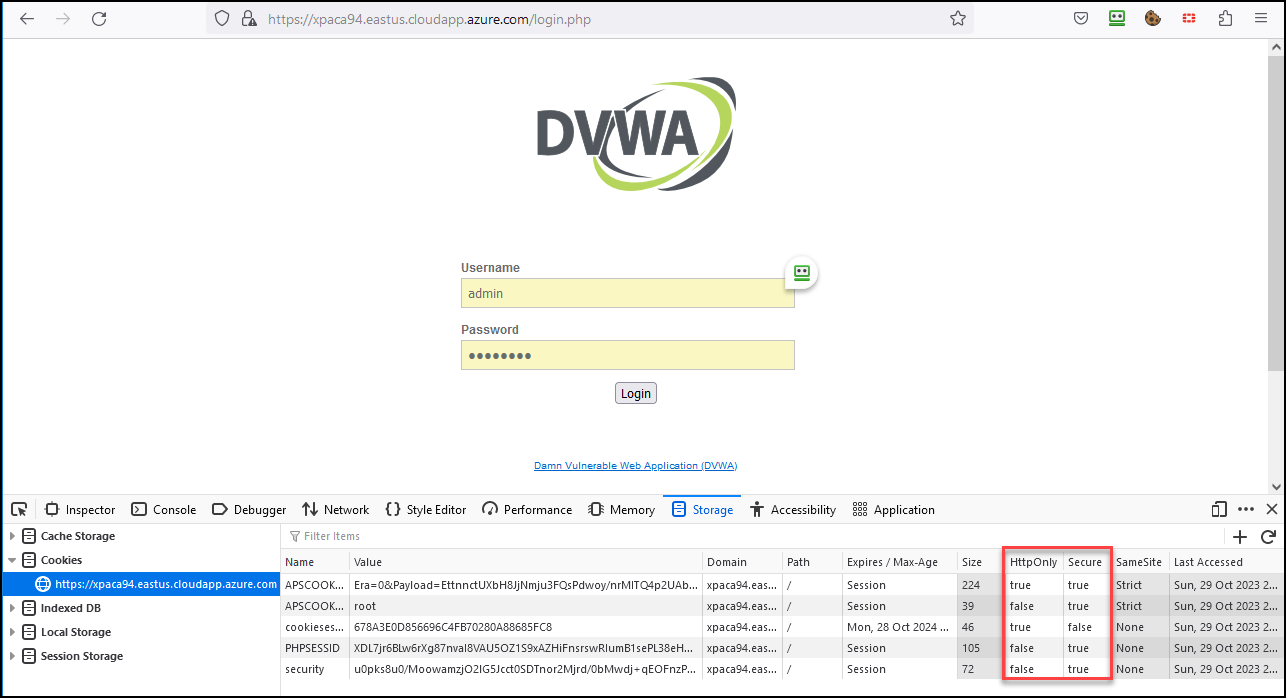 https://xpaca94.eastus.cloudapp.azure.com/login.php
DVWA
Username
admin
Password
Login
Damn Vulnerable Web Application (DVWA)
Inspector Console Debugger Network Style Editor Performance Memory Storage Accessibility Application
Cache Storage
Cookies
https://xpaca94.eastus.cloudapp.azure.com
Indexed DB
Local Storage
Session Storage
Filter Items
Name Value Domain Path Expires / Max-Age Size HttpOnly Secure SameSite Last Accessed
APSCOOK... Era=0&Payload=EttnnctUXbH8JNmju3FQsPdwoy/nrMlTQ4p2UAb... xpaca94.eas... / Session 224 true true Strict Sun, 29 Oct 2023 2...
APSCOOK... root xpaca94.eas... / Session 39 false true Strict Sun, 29 Oct 2023 2...
cookieses... 678A3E0D856696C4FB70280A88685FC8 xpaca94.eas... / Mon, 28 Oct 2024 ... 46 true false None Sun, 29 Oct 2023 2...
PHPSESSID XDL7jr6BLw6rXg87nvaI8VAU5OZ1S9xAZHiFnsrswRIumB1sePL38eH... xpaca94.eas... / Session 105 false true None Sun, 29 Oct 2023 2...
security u0pks8u0/MoowamzjO2IG5Jcct0SDTnor2Mjrd/0bMwdj+qEOFnzP... xpaca94.eas... / Session 72 false true None Sun, 29 Oct 2023 2...